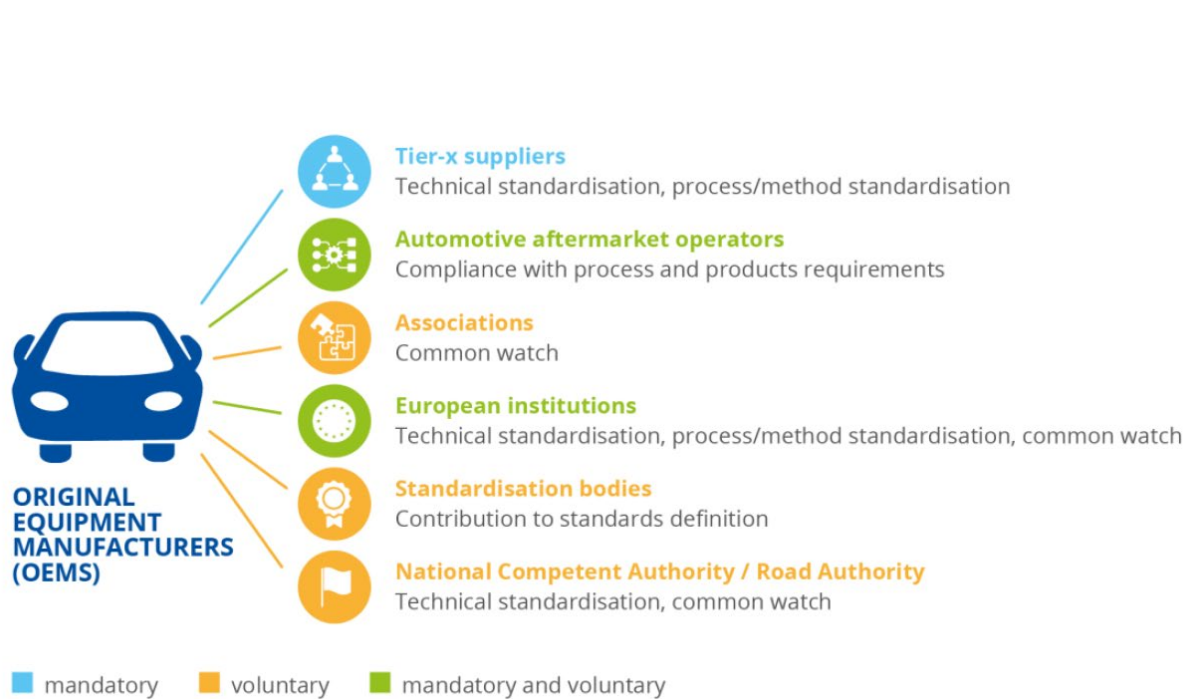 Tier-x suppliers
Technical standardisation, process/method standardisation
Automotive aftermarket operators
Compliance with process and products requirements
Associations
Common watch
European institutions
Technical standardisation, process/method standardisation, common watch
Standardisation bodies
Contribution to standards definition
National Competent Authority / Road Authority
Technical standardisation, common watch
ORIGINAL
EQUIPMENT
MANUFACTURERS
(OEMS)
mandatory
voluntary
mandatory and voluntary